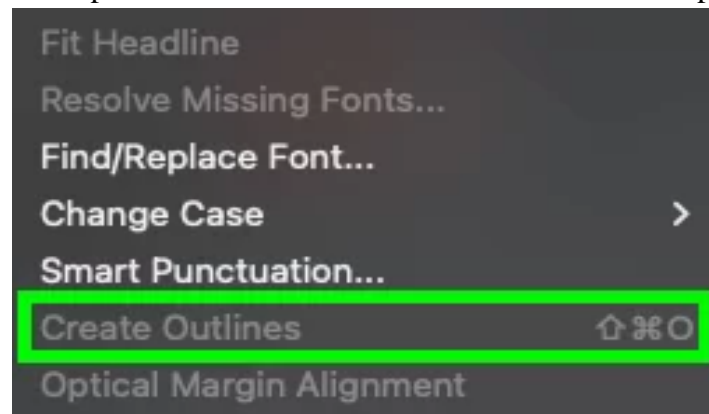 Fit Headline
Resolve Missing Fonts...
Find/Replace Font...
Change Case >
Smart Punctuation...
Create Outlines ⇧⌘O
Optical Margin Alignment